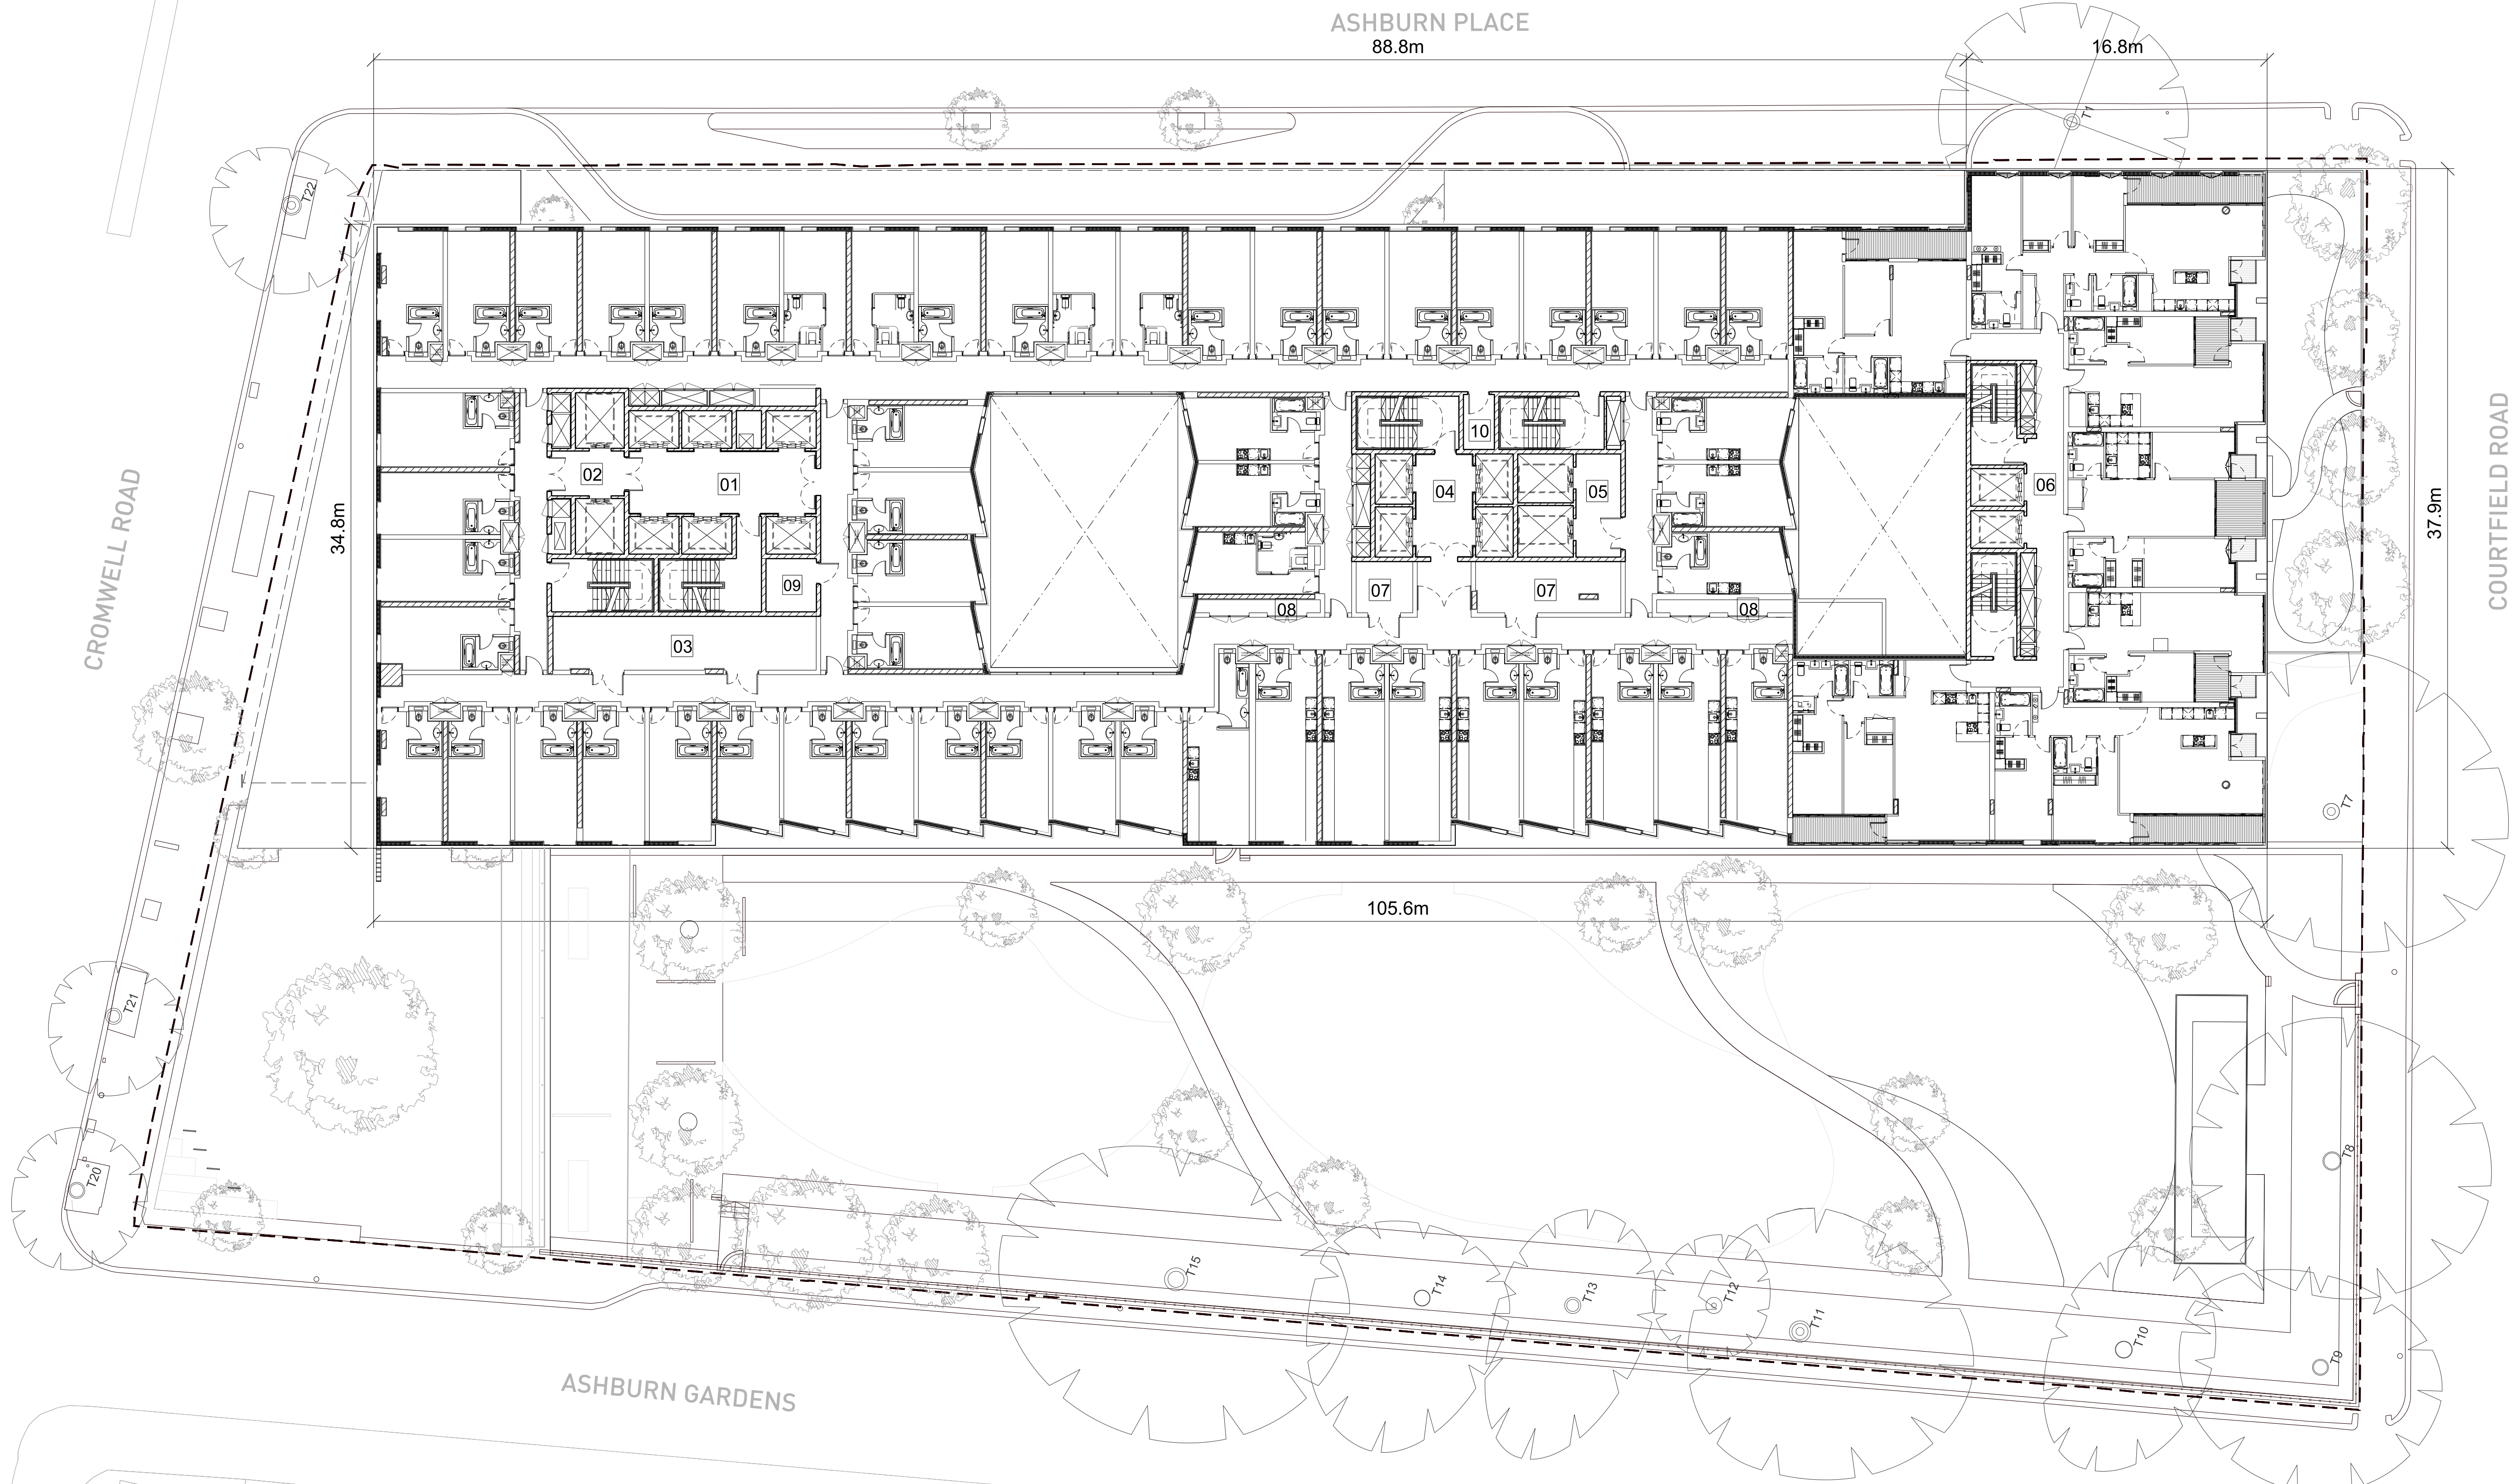 ASHBURN PLACE
88.8m
16.8m
T1
T22
CROMWELL ROAD
34.8m
COURTFIELD ROAD
37.9m
02
01
10
04
05
06
09
07
07
08
08
03
T7
105.6m
T21
T20
T8
T15
T14
T13
T12
T11
T10
T9
ASHBURN GARDENS